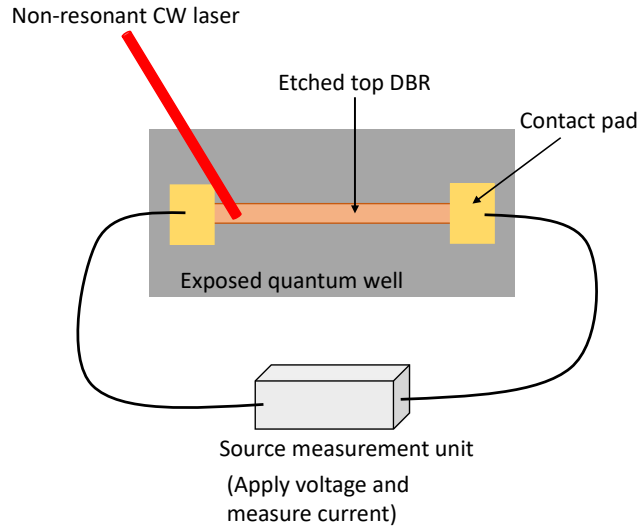 Non-resonant CW laser
Etched top DBR
Contact pad
Exposed quantum well
Source measurement unit
(Apply voltage and
measure current)